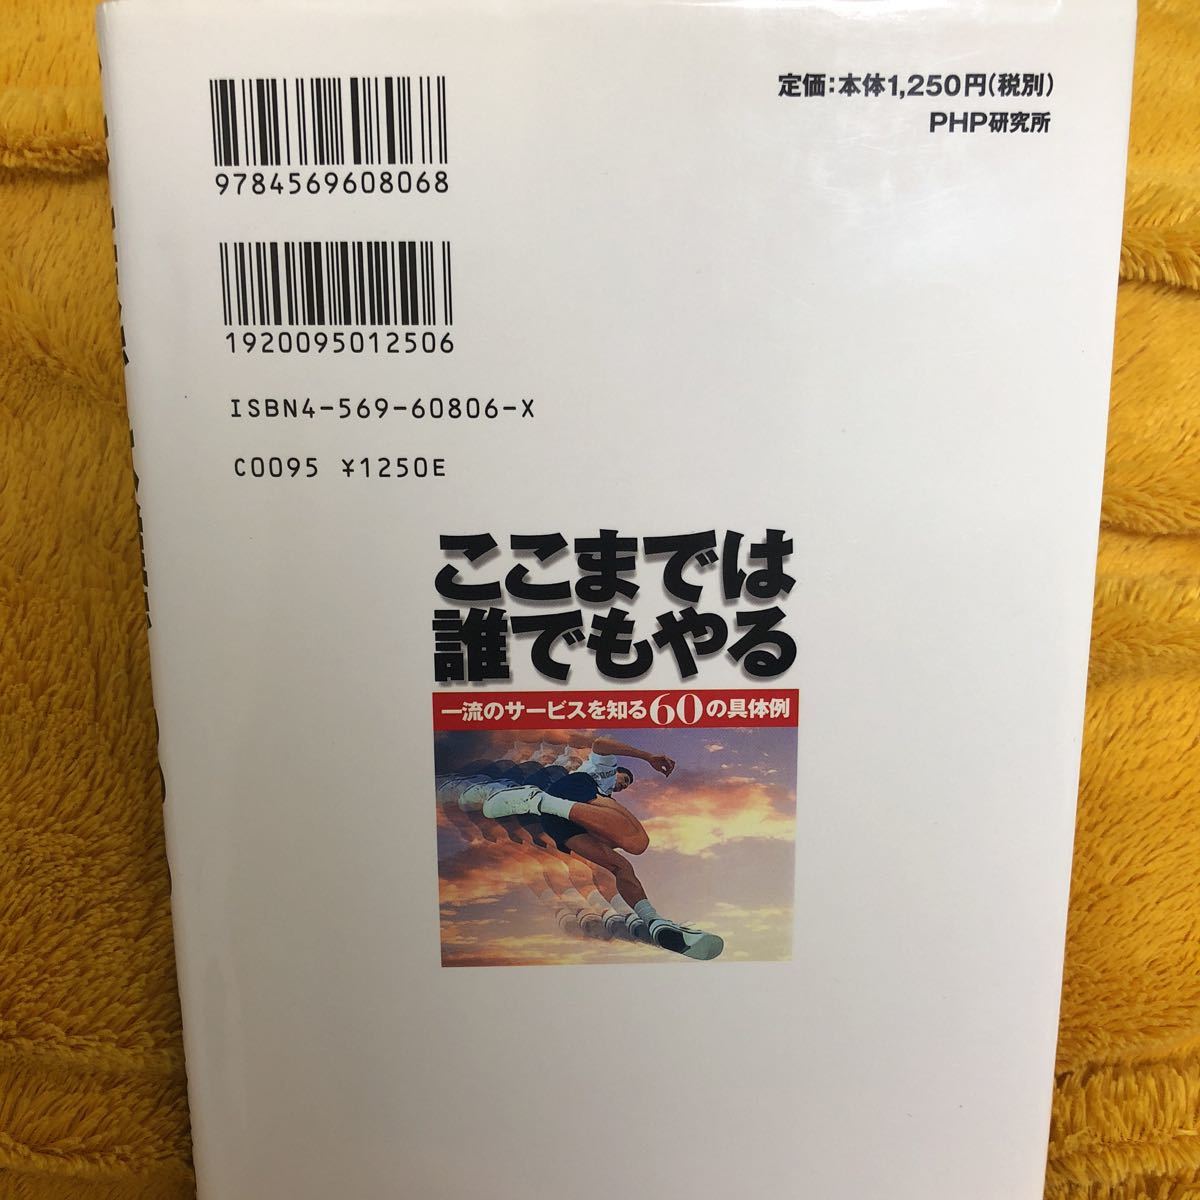 定価:本体1,250円(税別)
PHP研究所
9784569608068
1920095012506
ISBN4-569-60806-X
C0095 ¥1250E
ここまでは
誰でもやる
一流のサービスを知る60の具体例